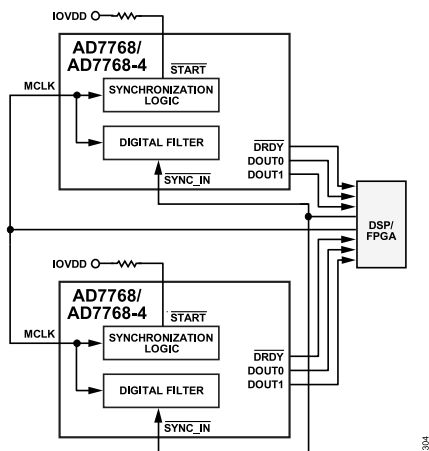 IOVDD
AD7768/
AD7768-4
START
MCLK
SYNCHRONIZATION
LOGIC
DIGITAL FILTER
SYNC_IN
DRDY
DOUT0
DOUT1
DSP/
FPGA
IOVDD
AD7768/
AD7768-4
START
MCLK
SYNCHRONIZATION
LOGIC
DIGITAL FILTER
SYNC_IN
DRDY
DOUT0
DOUT1
304